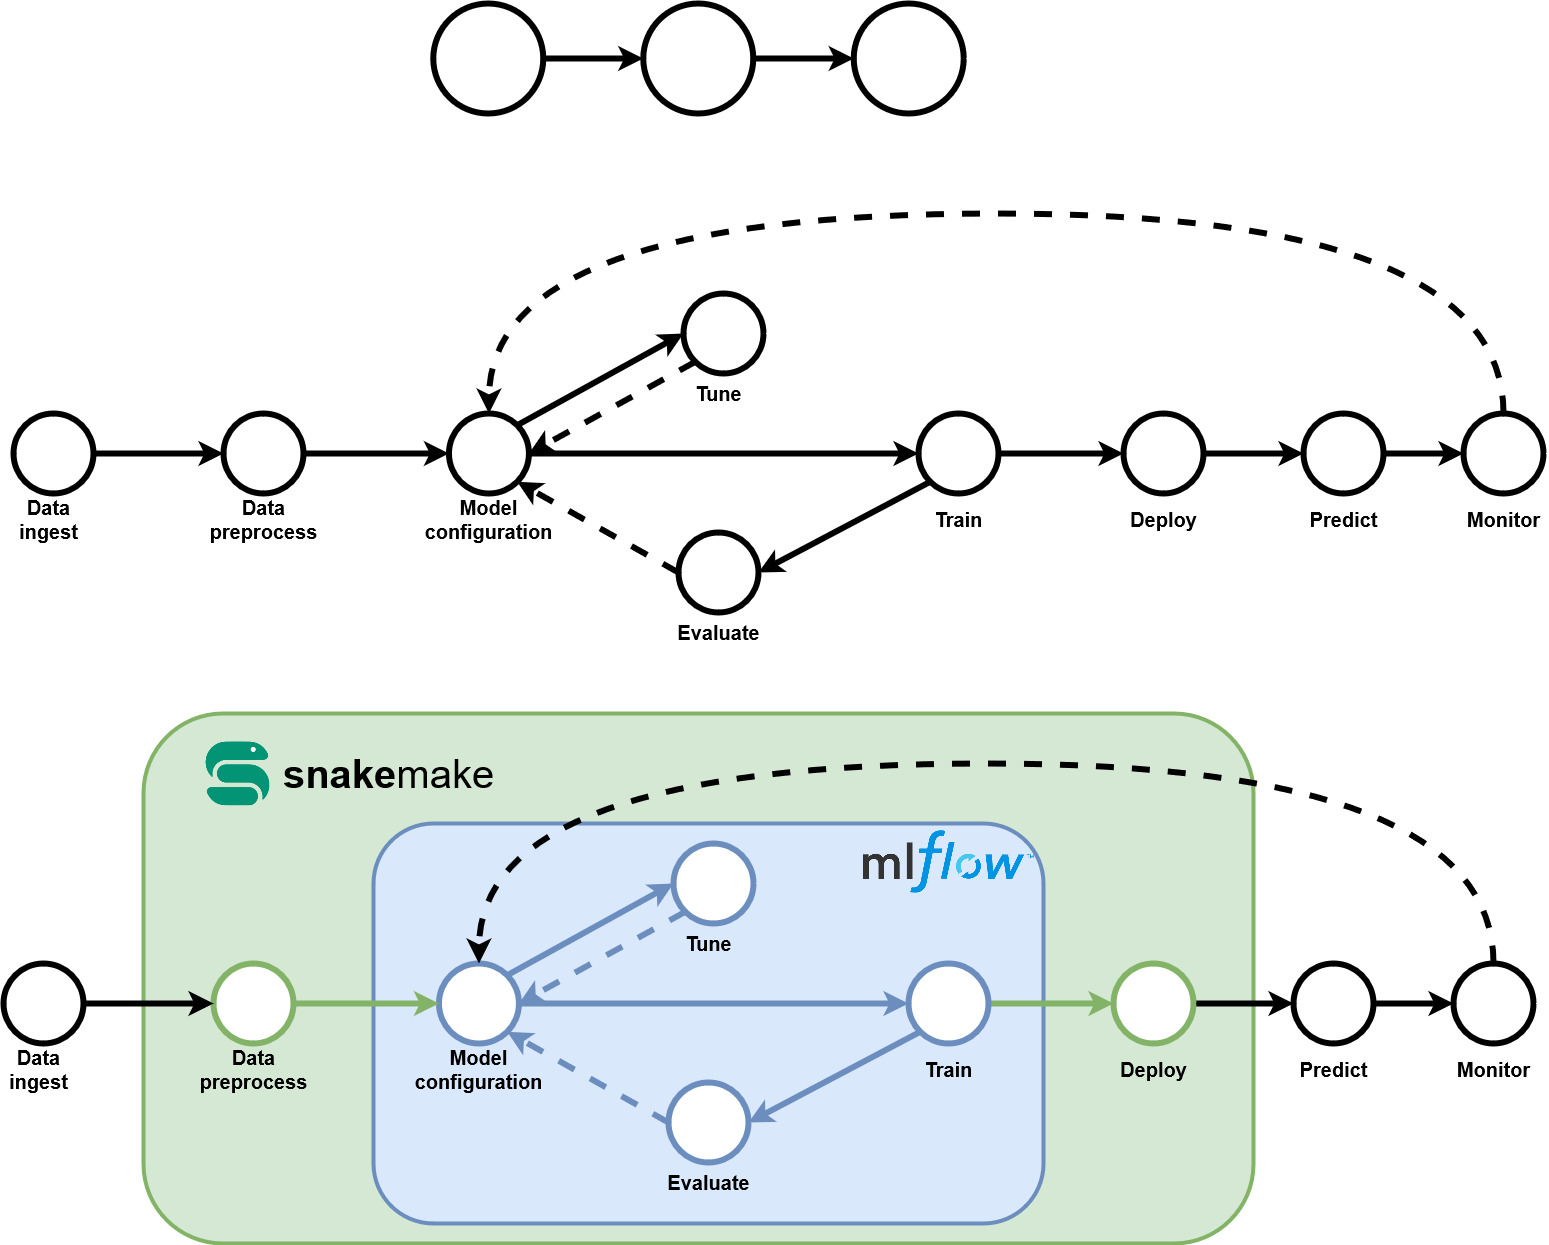 Tune
Data
ingest
Data
preprocess
Model
configuration
Train
Deploy
Predict
Monitor
Evaluate
snakemake
mlflow™
Tune
Data
ingest
Data
preprocess
Model
configuration
Train
Deploy
Predict
Monitor
Evaluate